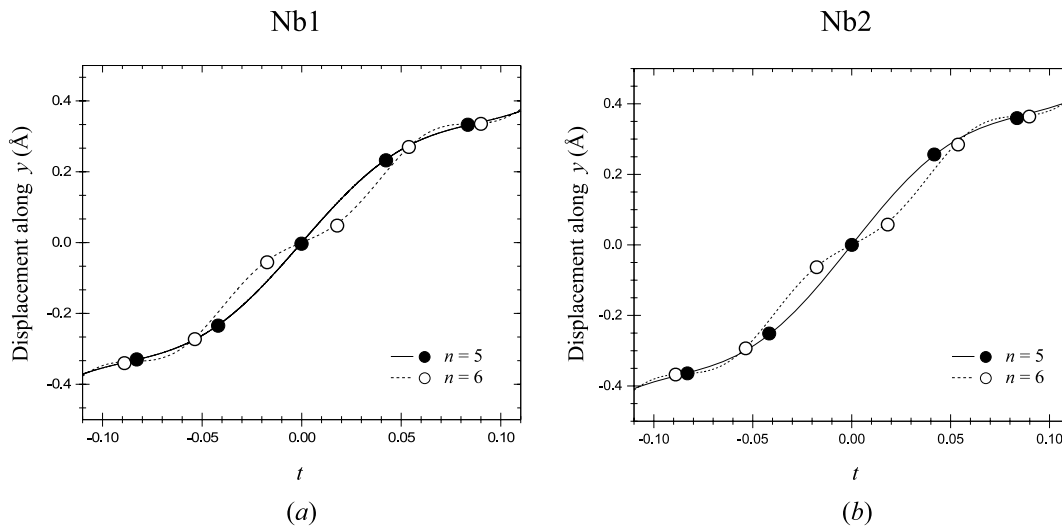 Nb1
Displacement along y (Å)
0.4
0.2
0.0
-0.2
-0.4
-0.10
-0.05
0.00
0.05
0.10
t
n = 5
n = 6
(a)
Nb2
Displacement along y (Å)
0.4
0.2
0.0
-0.2
-0.4
-0.10
-0.05
0.00
0.05
0.10
t
n = 5
n = 6
(b)